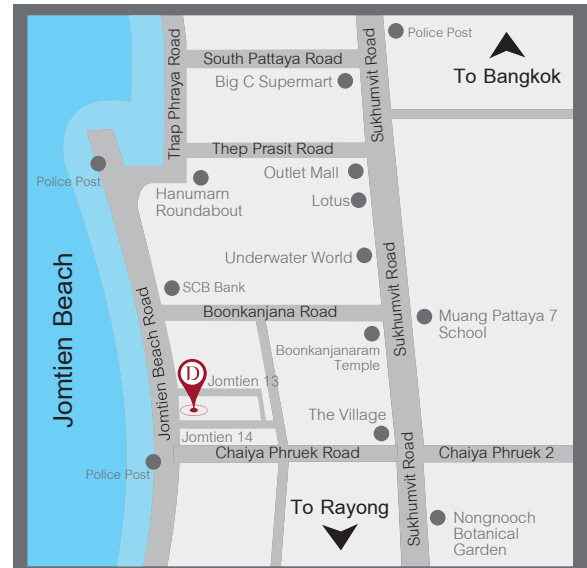 Police Post
To Bangkok
South Pattaya Road
Big C Supermart
Thap Phraya Road
Sukhumvit Road
Thep Prasit Road
Police Post
Hanumarn
Roundabout
Outlet Mall
Lotus
Underwater World
SCB Bank
Boonkanjana Road
Sukhumvit Road
Muang Pattaya 7
School
Jomtien Beach
Jomtien Beach Road
Boonkanjanaram
Temple
D
Jomtien 13
The Village
Jomtien 14
Chaiya Phruek Road
Chaiya Phruek 2
Police Post
Sukhumvit Road
To Rayong
Nongnooch
Botanical
Garden